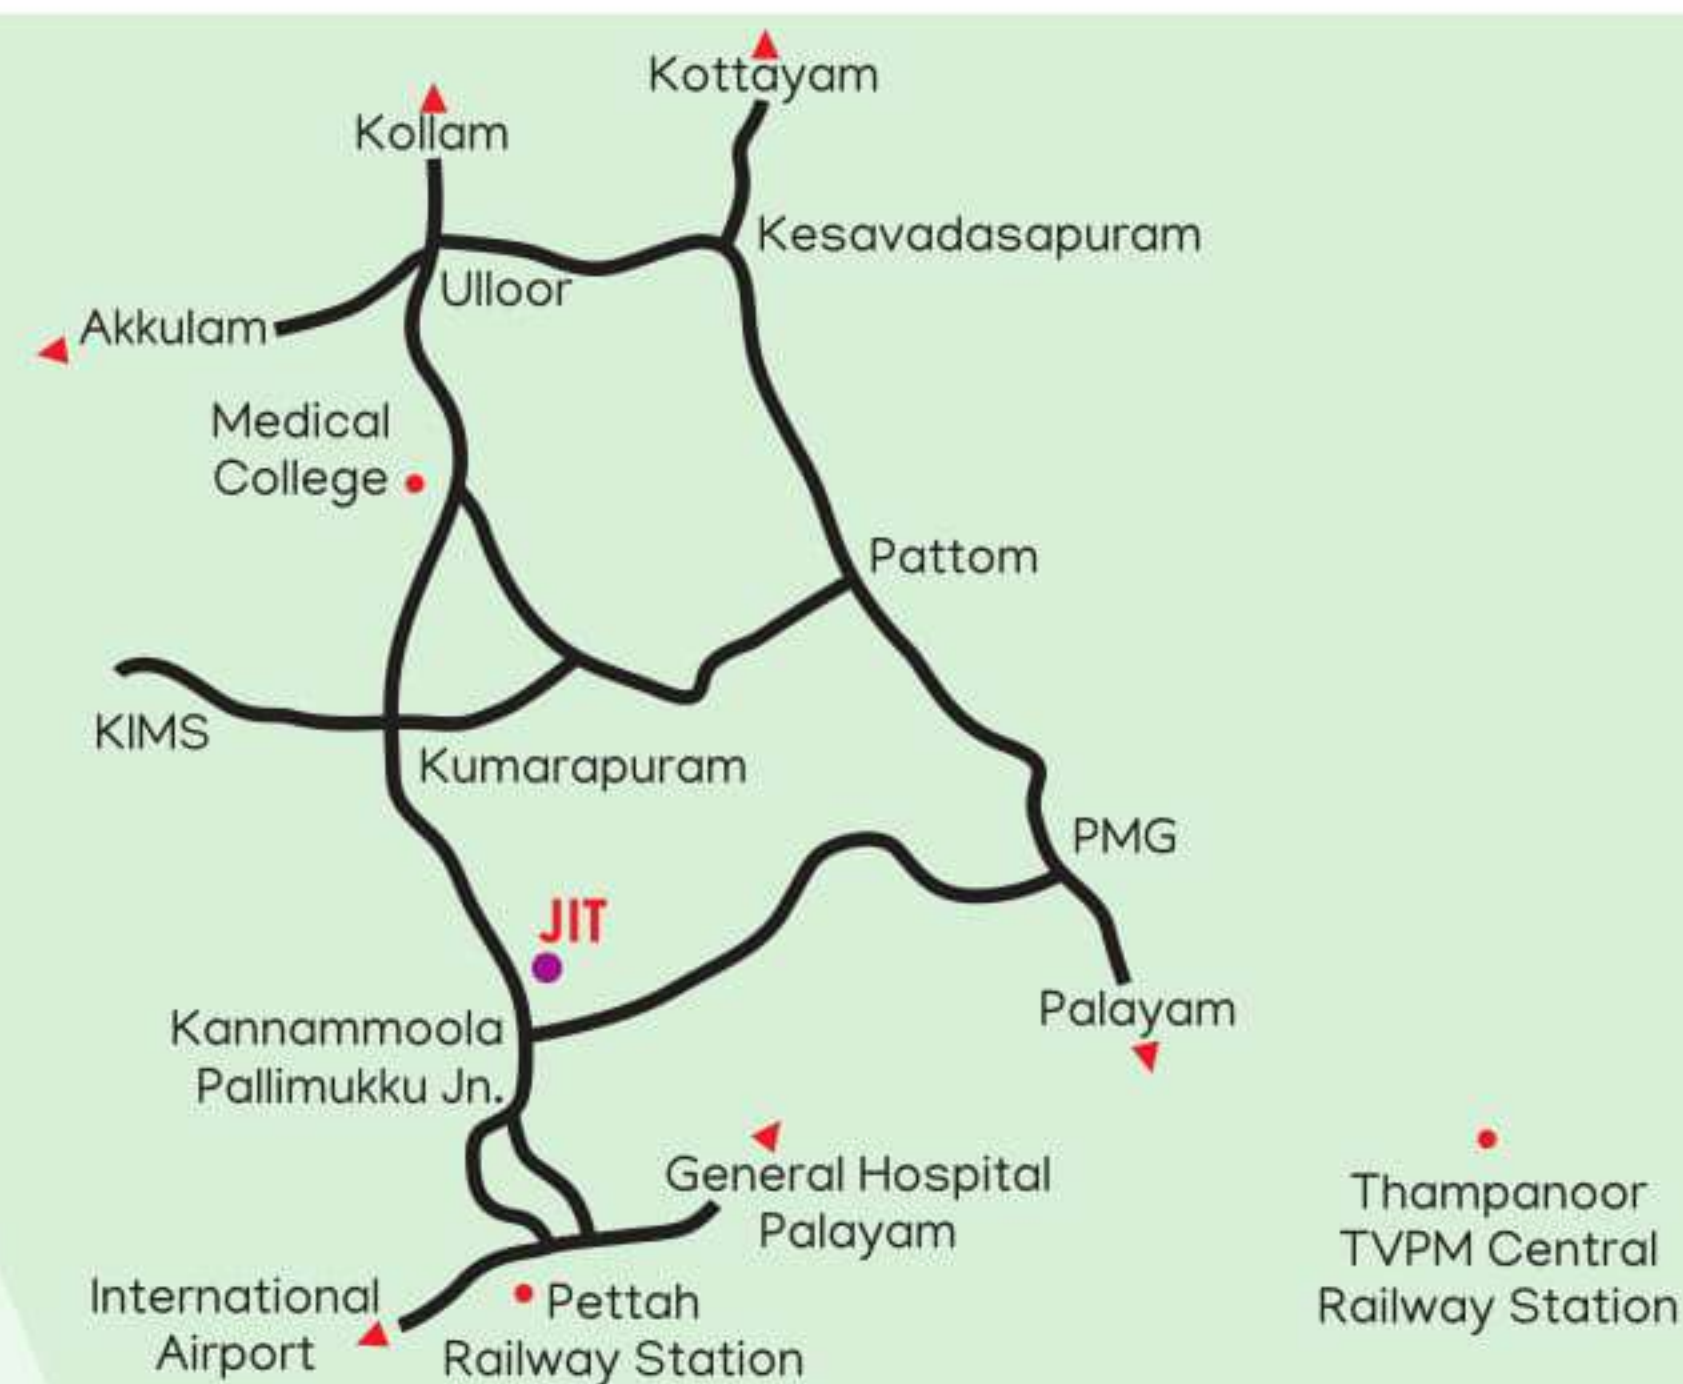 Kottayam
Kollam
Kesavadasapuram
Ulloor
Akkulam
Medical
College
Pattom
KIMS
Kumarapuram
PMG
JIT
Palayam
Kannammoola
Pallimukku Jn.
General Hospital
Palayam
Thampanoor
TVPM Central
Railway Station
International
Airport
Pettah
Railway Station